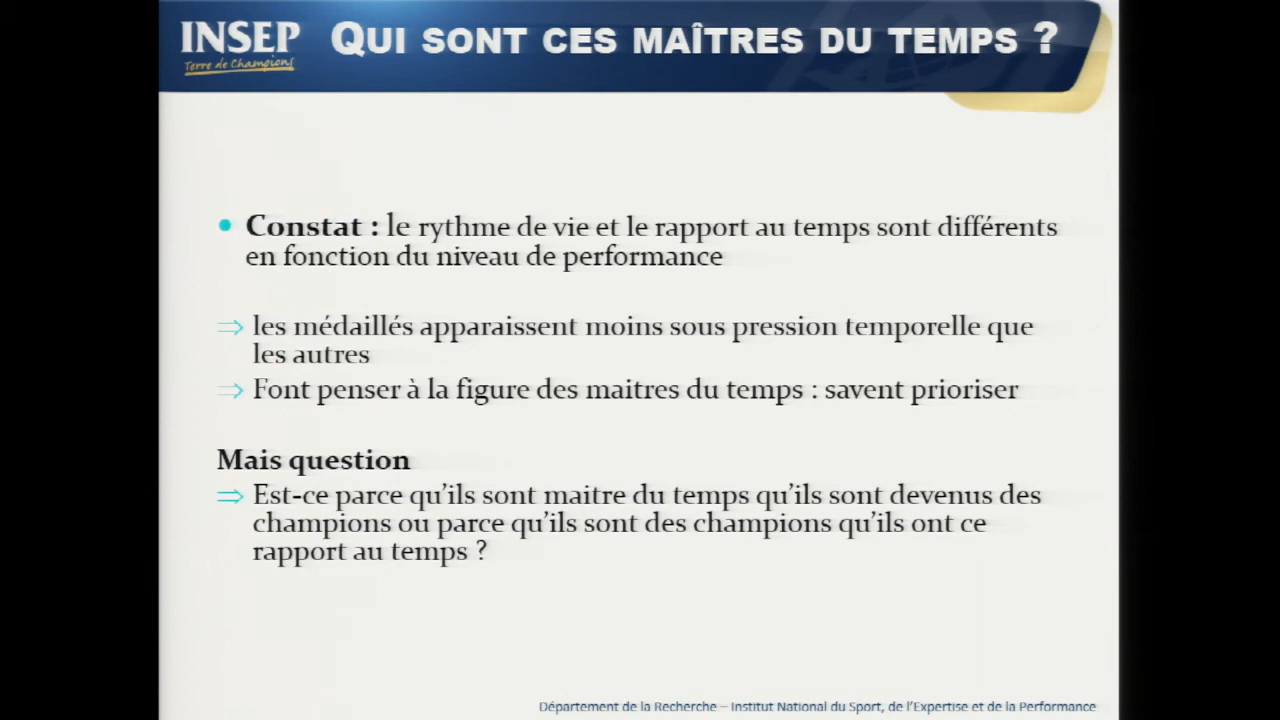 INSEP
Terre de Champions
QUI SONT CES MAÎTRES DU TEMPS ?
• Constat : le rythme de vie et le rapport au temps sont différents
en fonction du niveau de performance
⇒ les médaillés apparaissent moins sous pression temporelle que
les autres
⇒ Font penser à la figure des maitres du temps : savent prioriser
Mais question
⇒ Est-ce parce qu'ils sont maitre du temps qu'ils sont devenus des
champions ou parce qu'ils sont des champions qu'ils ont ce
rapport au temps ?
Département de la Recherche – Institut National du Sport, de l'Expertise et de la Performance